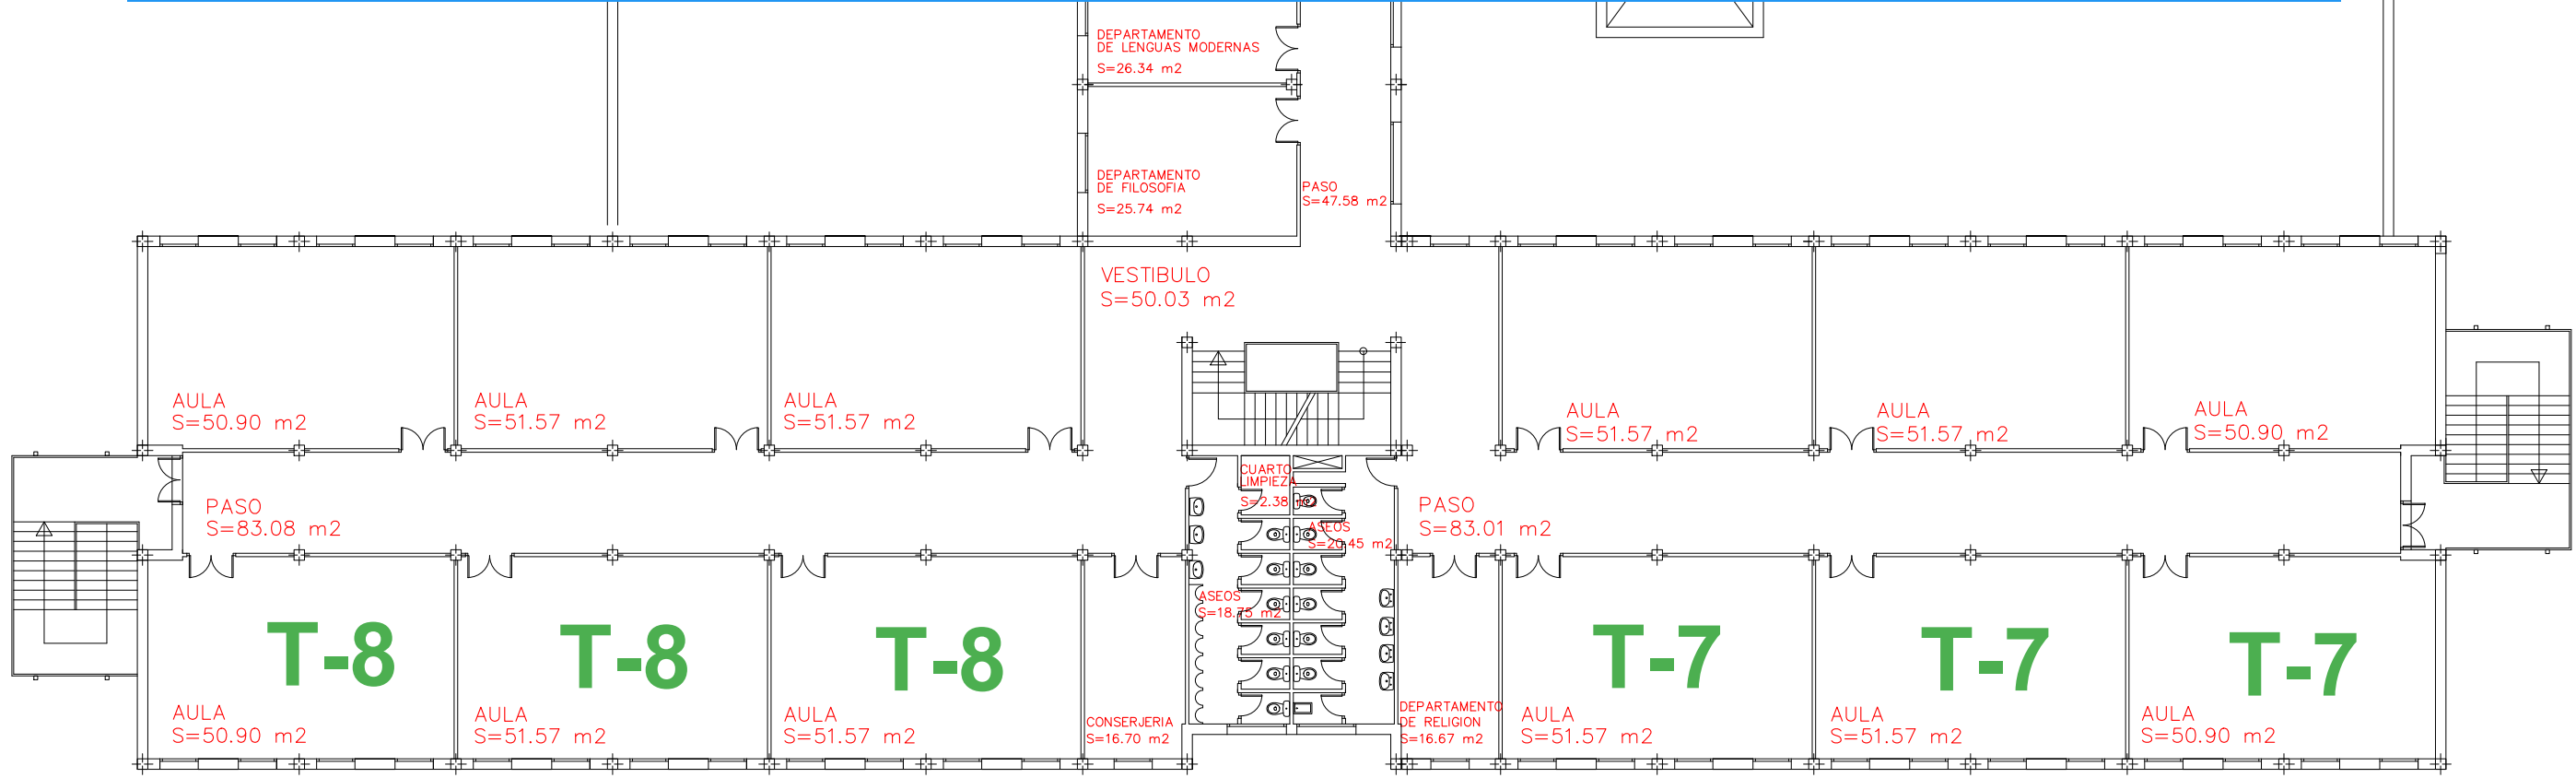 DEPARTAMENTO
DE LENGUAS MODERNAS
S=26.34 m2
DEPARTAMENTO
DE FILOSOFIA
S=25.74 m2
PASO
S=47.58 m2
VESTIBULO
S=50.03 m2
AULA
S=50.90 m2
AULA
S=51.57 m2
AULA
S=51.57 m2
AULA
S=51.57 m2
AULA
S=51.57 m2
AULA
S=50.90 m2
PASO
S=83.08 m2
CUARTO
LIMPIEZA
S=2.38 m2
ASEOS
S=20.45 m2
PASO
S=83.01 m2
ASEOS
S=18.75 m2
T-8
T-8
T-8
T-7
T-7
T-7
AULA
S=50.90 m2
AULA
S=51.57 m2
AULA
S=51.57 m2
CONSERJERIA
S=16.70 m2
DEPARTAMENTO
DE RELIGION
S=16.67 m2
AULA
S=51.57 m2
AULA
S=51.57 m2
AULA
S=50.90 m2